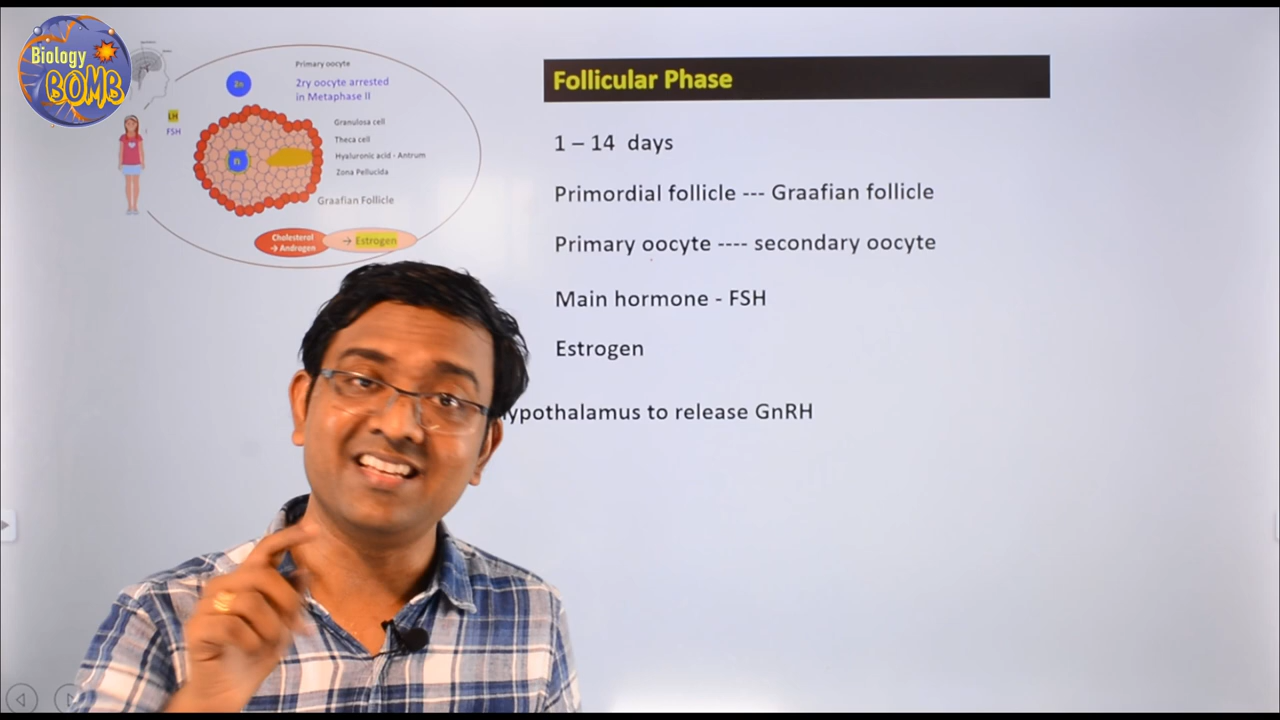 Biology
BOMB
Primary oocyte
2n
2ry oocyte arrested
in Metaphase II
LH
FSH
Granulosa cell
Theca cell
Hyaluronic acid - Antrum
Zona Pellucida
n
Graafian Follicle
Cholesterol
→ Androgen
→ Estrogen
Follicular Phase
1 – 14 days
Primordial follicle --- Graafian follicle
Primary oocyte ---- secondary oocyte
Main hormone - FSH
Estrogen
to release GnRH